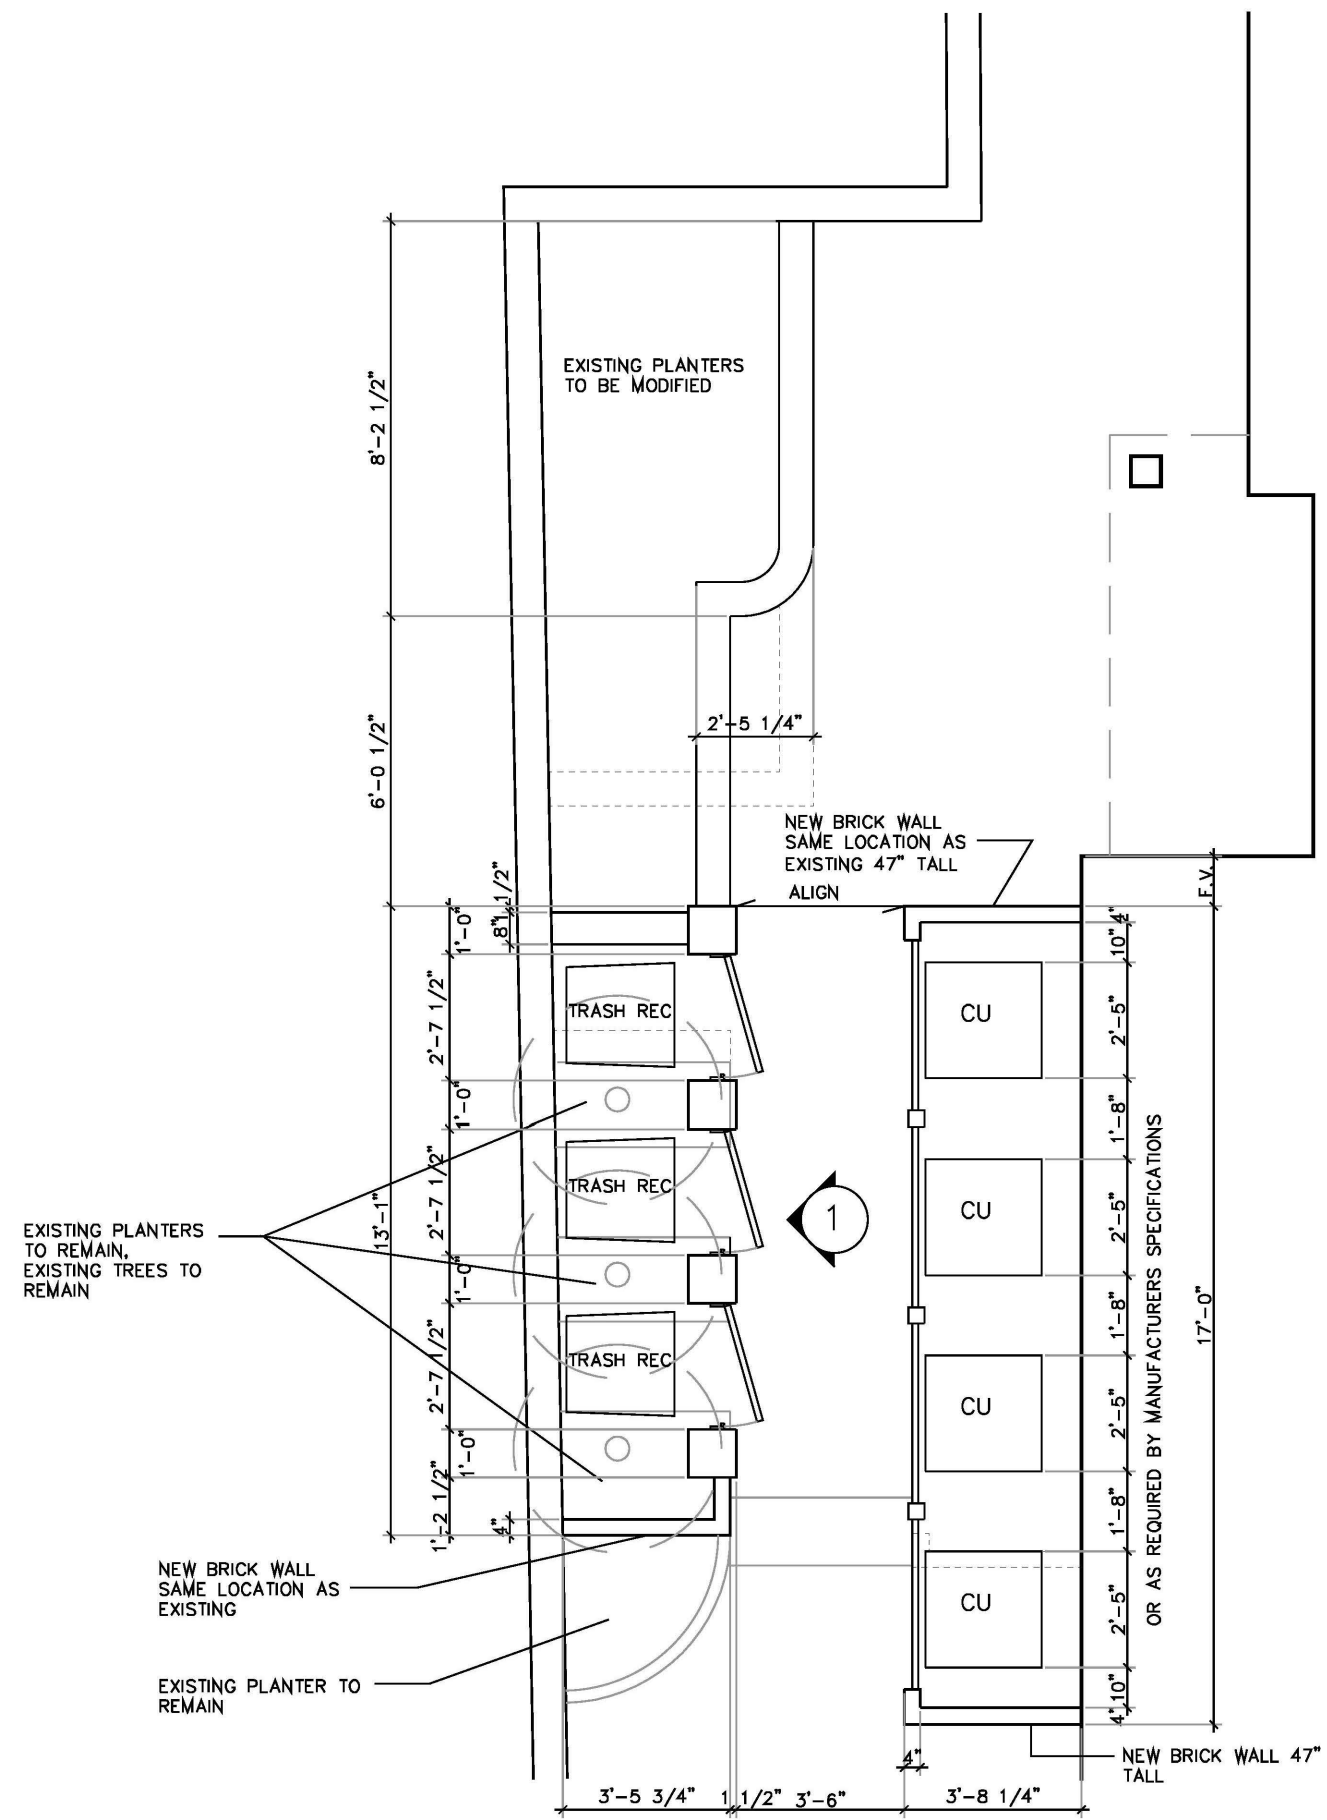 EXISTING PLANTERS
TO BE MODIFIED
8'-2 1/2"
6'-0 1/2"
2'-5 1/4"
NEW BRICK WALL
SAME LOCATION AS
EXISTING 47" TALL
ALIGN
F.V.
1'-0"
8"
1 1/2"
4"
10"
2'-7 1/2"
TRASH REC
CU
2'-5"
1'-0"
1'-8"
2'-7 1/2"
TRASH REC
CU
2'-5"
1
13'-1"
EXISTING PLANTERS
TO REMAIN,
EXISTING TREES TO
REMAIN
1'-0"
1'-8"
17'-0"
OR AS REQUIRED BY MANUFACTURERS SPECIFICATIONS
2'-7 1/2"
TRASH REC
CU
2'-5"
1'-0"
1'-8"
1'-2 1/2"
4"
NEW BRICK WALL
SAME LOCATION AS
EXISTING
CU
2'-5"
EXISTING PLANTER TO
REMAIN
10"
4"
4"
NEW BRICK WALL 47"
TALL
3'-5 3/4"
1 1/2"
3'-6"
3'-8 1/4"